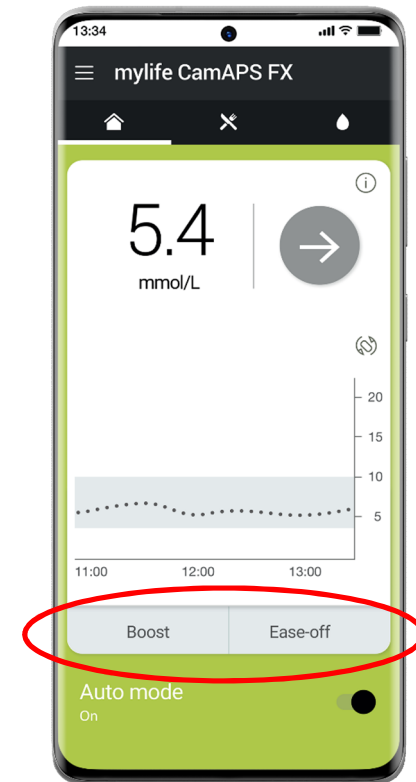 13:34
mylife CamAPS FX
5.4
mmol/L
20
15
10
5
11:00 12:00 13:00
Boost Ease-off
Auto mode
On